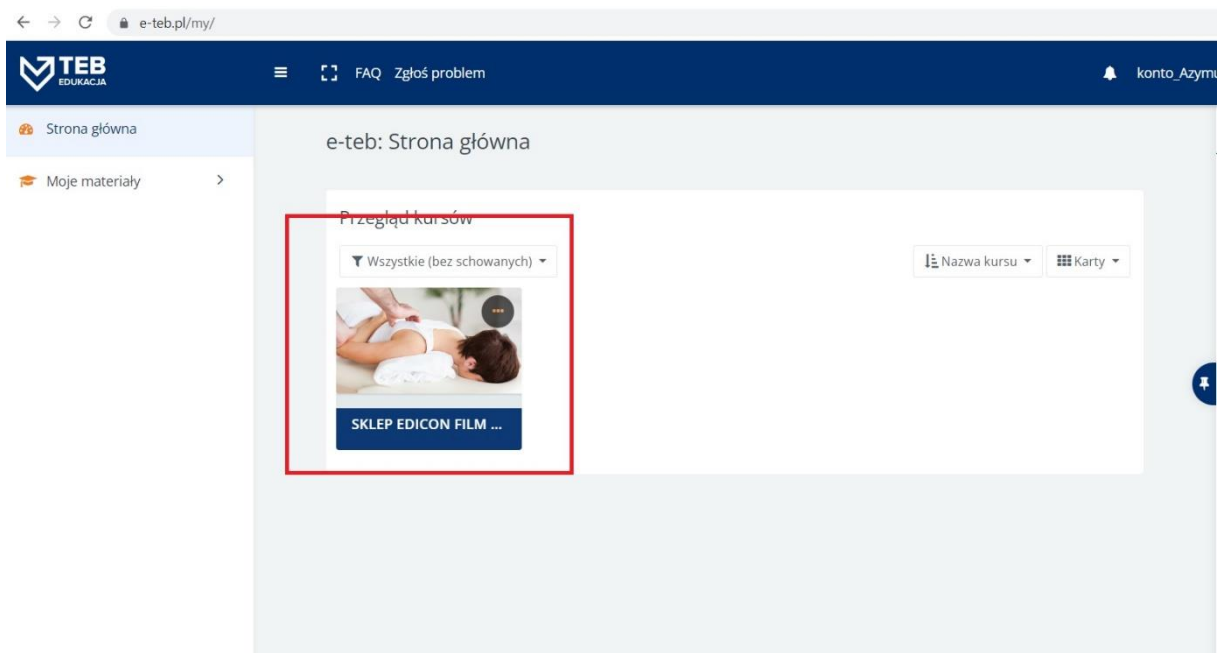 e-teb.pl/my/
TEB
EDUKACJA
FAQ Zgłoś problem
konto_Azymu
Strona główna
Moje materiały
e-teb: Strona główna
Przegląd kursów
Wszystkie (bez schowanych)
Nazwa kursu
Karty
SKLEP EDICON FILM ...